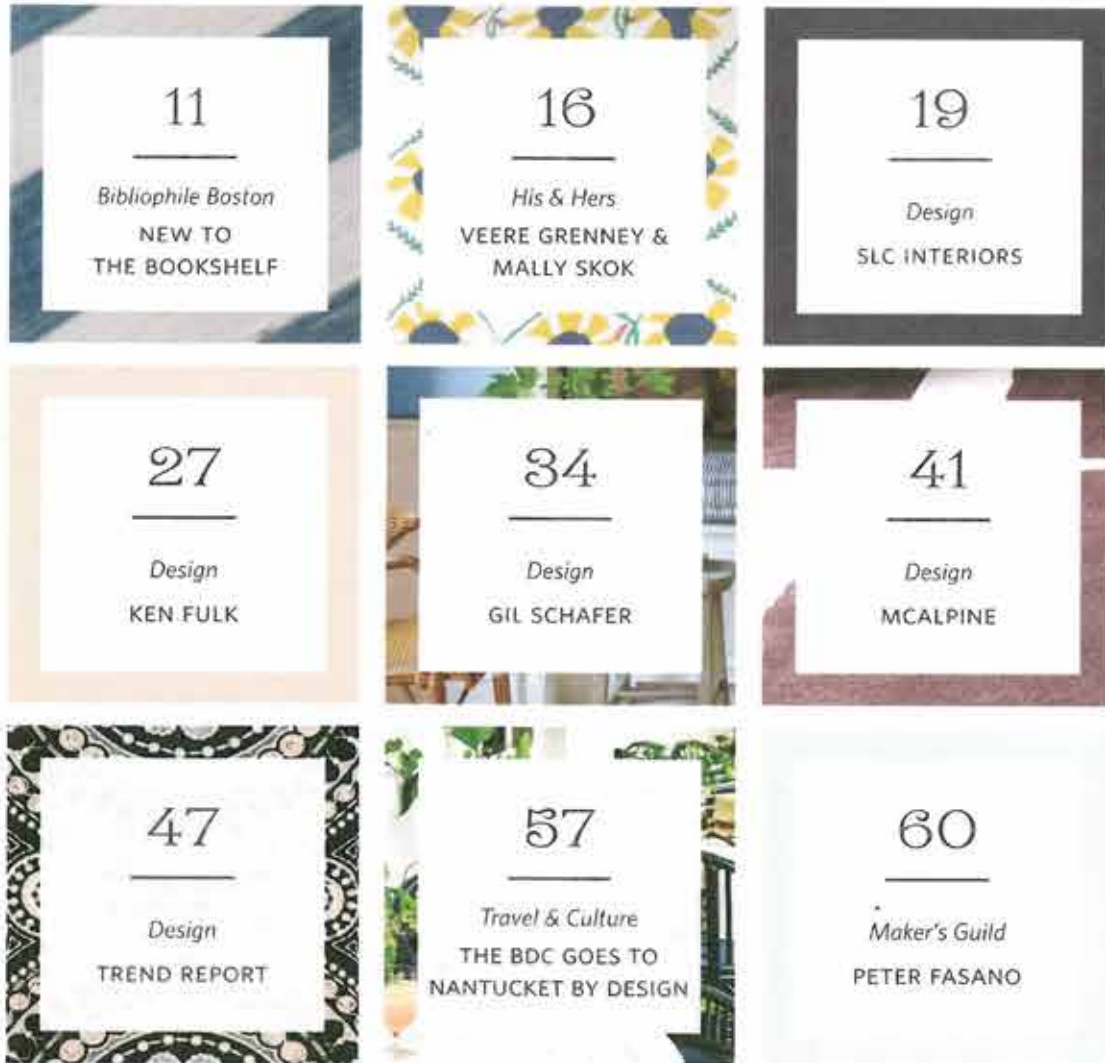 11
Bibliophile Boston
NEW TO
THE BOOKSHELF
16
His & Hers
VEERE GRENNEY &
MALLY SKOK
19
Design
SLC INTERIORS
27
Design
KEN FULK
34
Design
GIL SCHAFER
41
Design
MCALPINE
47
Design
TREND REPORT
57
Travel & Culture
THE BDC GOES TO
NANTUCKET BY DESIGN
60
Maker's Guild
PETER FASANO